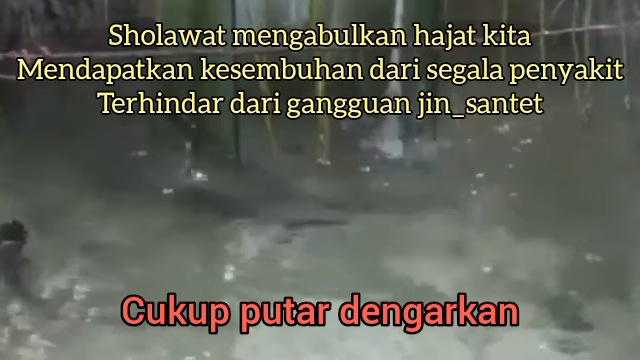 Sholawat mengabulkan hajat kita
Mendapatkan kesembuhan dari segala penyakit
Terhindar dari gangguan jin_santet
Cukup putar dengarkan